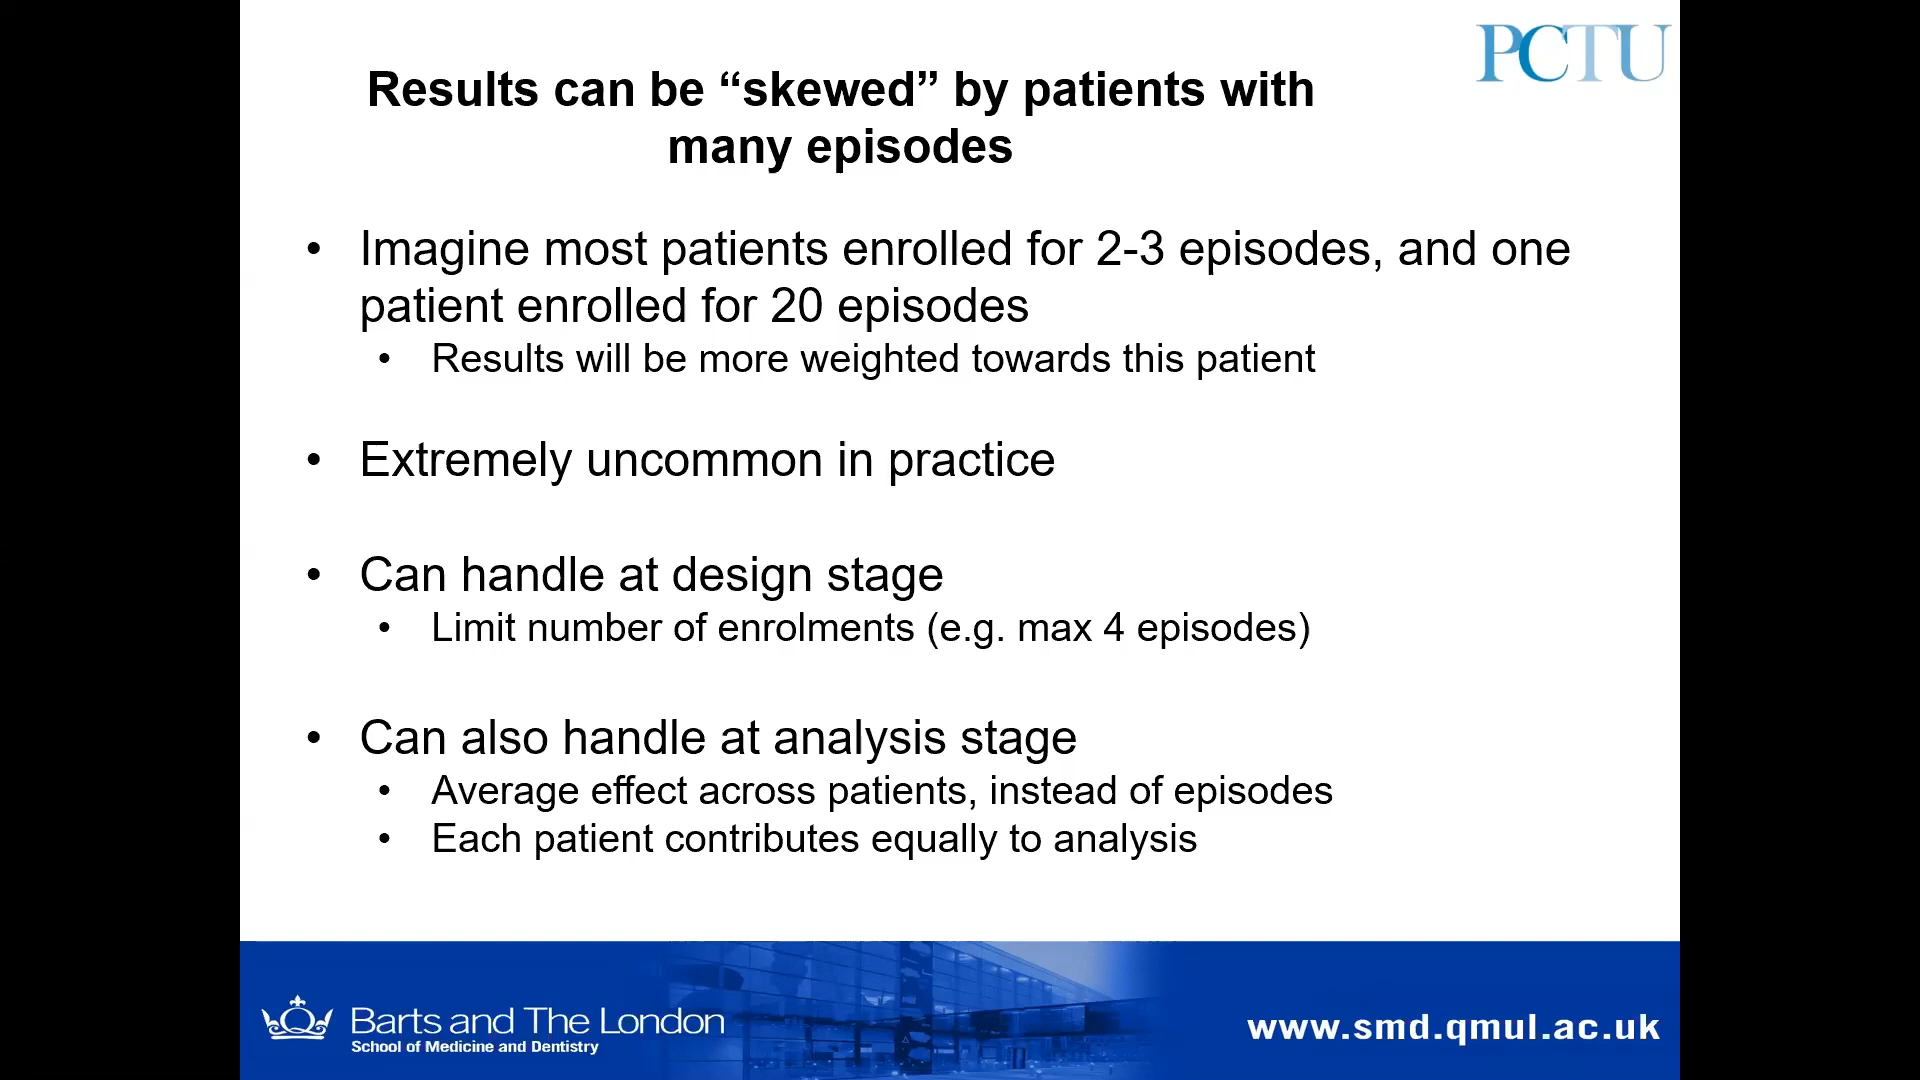 PCTU
Results can be “skewed” by patients with
many episodes
• Imagine most patients enrolled for 2-3 episodes, and one
patient enrolled for 20 episodes
• Results will be more weighted towards this patient
• Extremely uncommon in practice
• Can handle at design stage
• Limit number of enrolments (e.g. max 4 episodes)
• Can also handle at analysis stage
• Average effect across patients, instead of episodes
• Each patient contributes equally to analysis
Barts and The London
School of Medicine and Dentistry
www.smd.qmul.ac.uk